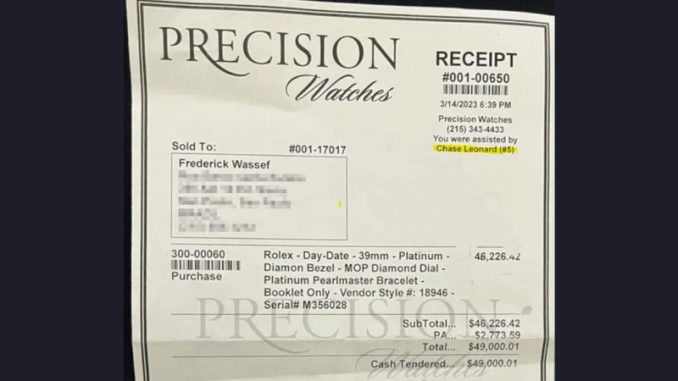 PRECISION
Watches
RECEIPT
#001-00650
3/14/2023 6:39 PM
Precision Watches
(215) 343-4433
You were assisted by
Chase Leonard (#5)
Sold To:
#001-17017
Frederick Wassef
300-00060
Purchase
Rolex - Day-Date - 39mm - Platinum -
Diamon Bezel - MOP Diamond Dial -
Platinum Pearlmaster Bracelet -
Booklet Only - Vendor Style #: 18946 -
Serial# M356028
46,226.42
PRECISION
SubTotal... $46,226.42
PA... $2,773.59
Total... $49,000.01
Cash Tendered... $49,000.01